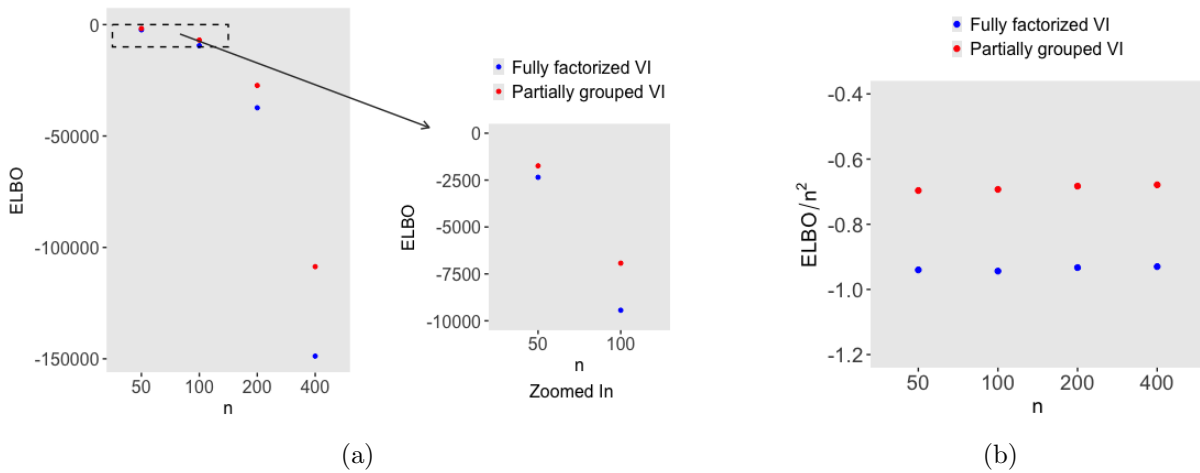 0
-50000
-100000
-150000
ELBO
50 100 200 400
n
Fully factorized VI
Partially grouped VI
0
-2500
-5000
-7500
-10000
ELBO
50 100
n
Zoomed In
(a)
Fully factorized VI
Partially grouped VI
-0.4
-0.6
-0.8
-1.0
-1.2
ELBO/n²
50 100 200 400
n
(b)